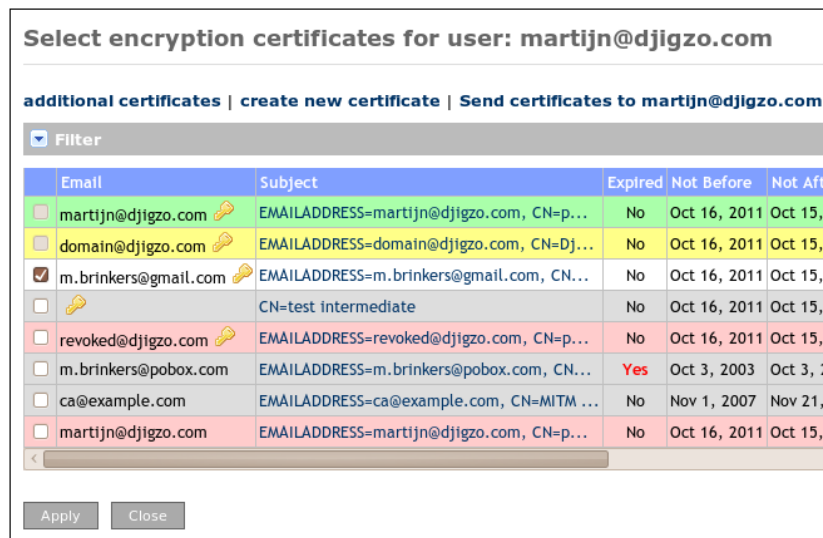 Select encryption certificates for user: martijn@djigzo.com
additional certificates | create new certificate | Send certificates to martijn@djigzo.com
Filter
Email Subject Expired Not Before Not Aft
martijn@djigzo.com EMAILADDRESS=martijn@djigzo.com, CN=p... No Oct 16, 2011 Oct 15,
domain@djigzo.com EMAILADDRESS=domain@djigzo.com, CN=Dj... No Oct 16, 2011 Oct 15,
m.brinkers@gmail.com EMAILADDRESS=m.brinkers@gmail.com, CN... No Oct 16, 2011 Oct 15,
CN=test intermediate No Oct 16, 2011 Oct 15,
revoked@djigzo.com EMAILADDRESS=revoked@djigzo.com, CN=p... No Oct 16, 2011 Oct 15,
m.brinkers@pobox.com EMAILADDRESS=m.brinkers@pobox.com, CN... Yes Oct 3, 2003 Oct 3, 2
ca@example.com EMAILADDRESS=ca@example.com, CN=MITM ... No Nov 1, 2007 Nov 21,
martijn@djigzo.com EMAILADDRESS=martijn@djigzo.com, CN=p... No Oct 16, 2011 Oct 15,
Apply Close